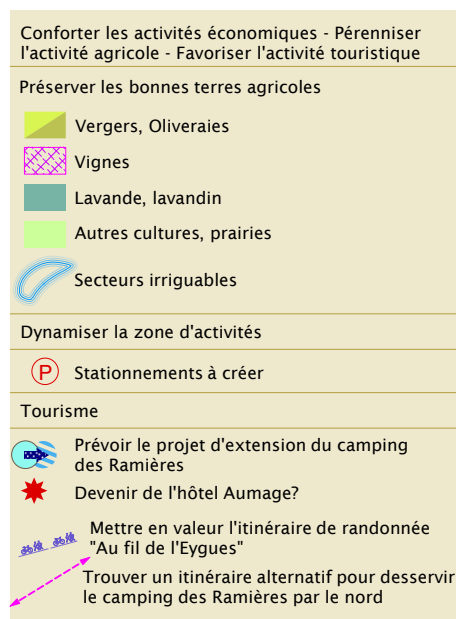 Conforter les activités économiques - Pérenniser
l'activité agricole - Favoriser l'activité touristique
Préserver les bonnes terres agricoles
Vergers, Oliveraies
Vignes
Lavande, lavandin
Autres cultures, prairies
Secteurs irriguables
Dynamiser la zone d'activités
P Stationnements à créer
Tourisme
Prévoir le projet d'extension du camping
des Ramières
Devenir de l'hôtel Aumage?
Mettre en valeur l'itinéraire de randonnée
"Au fil de l'Eygues"
Trouver un itinéraire alternatif pour desservir
le camping des Ramières par le nord